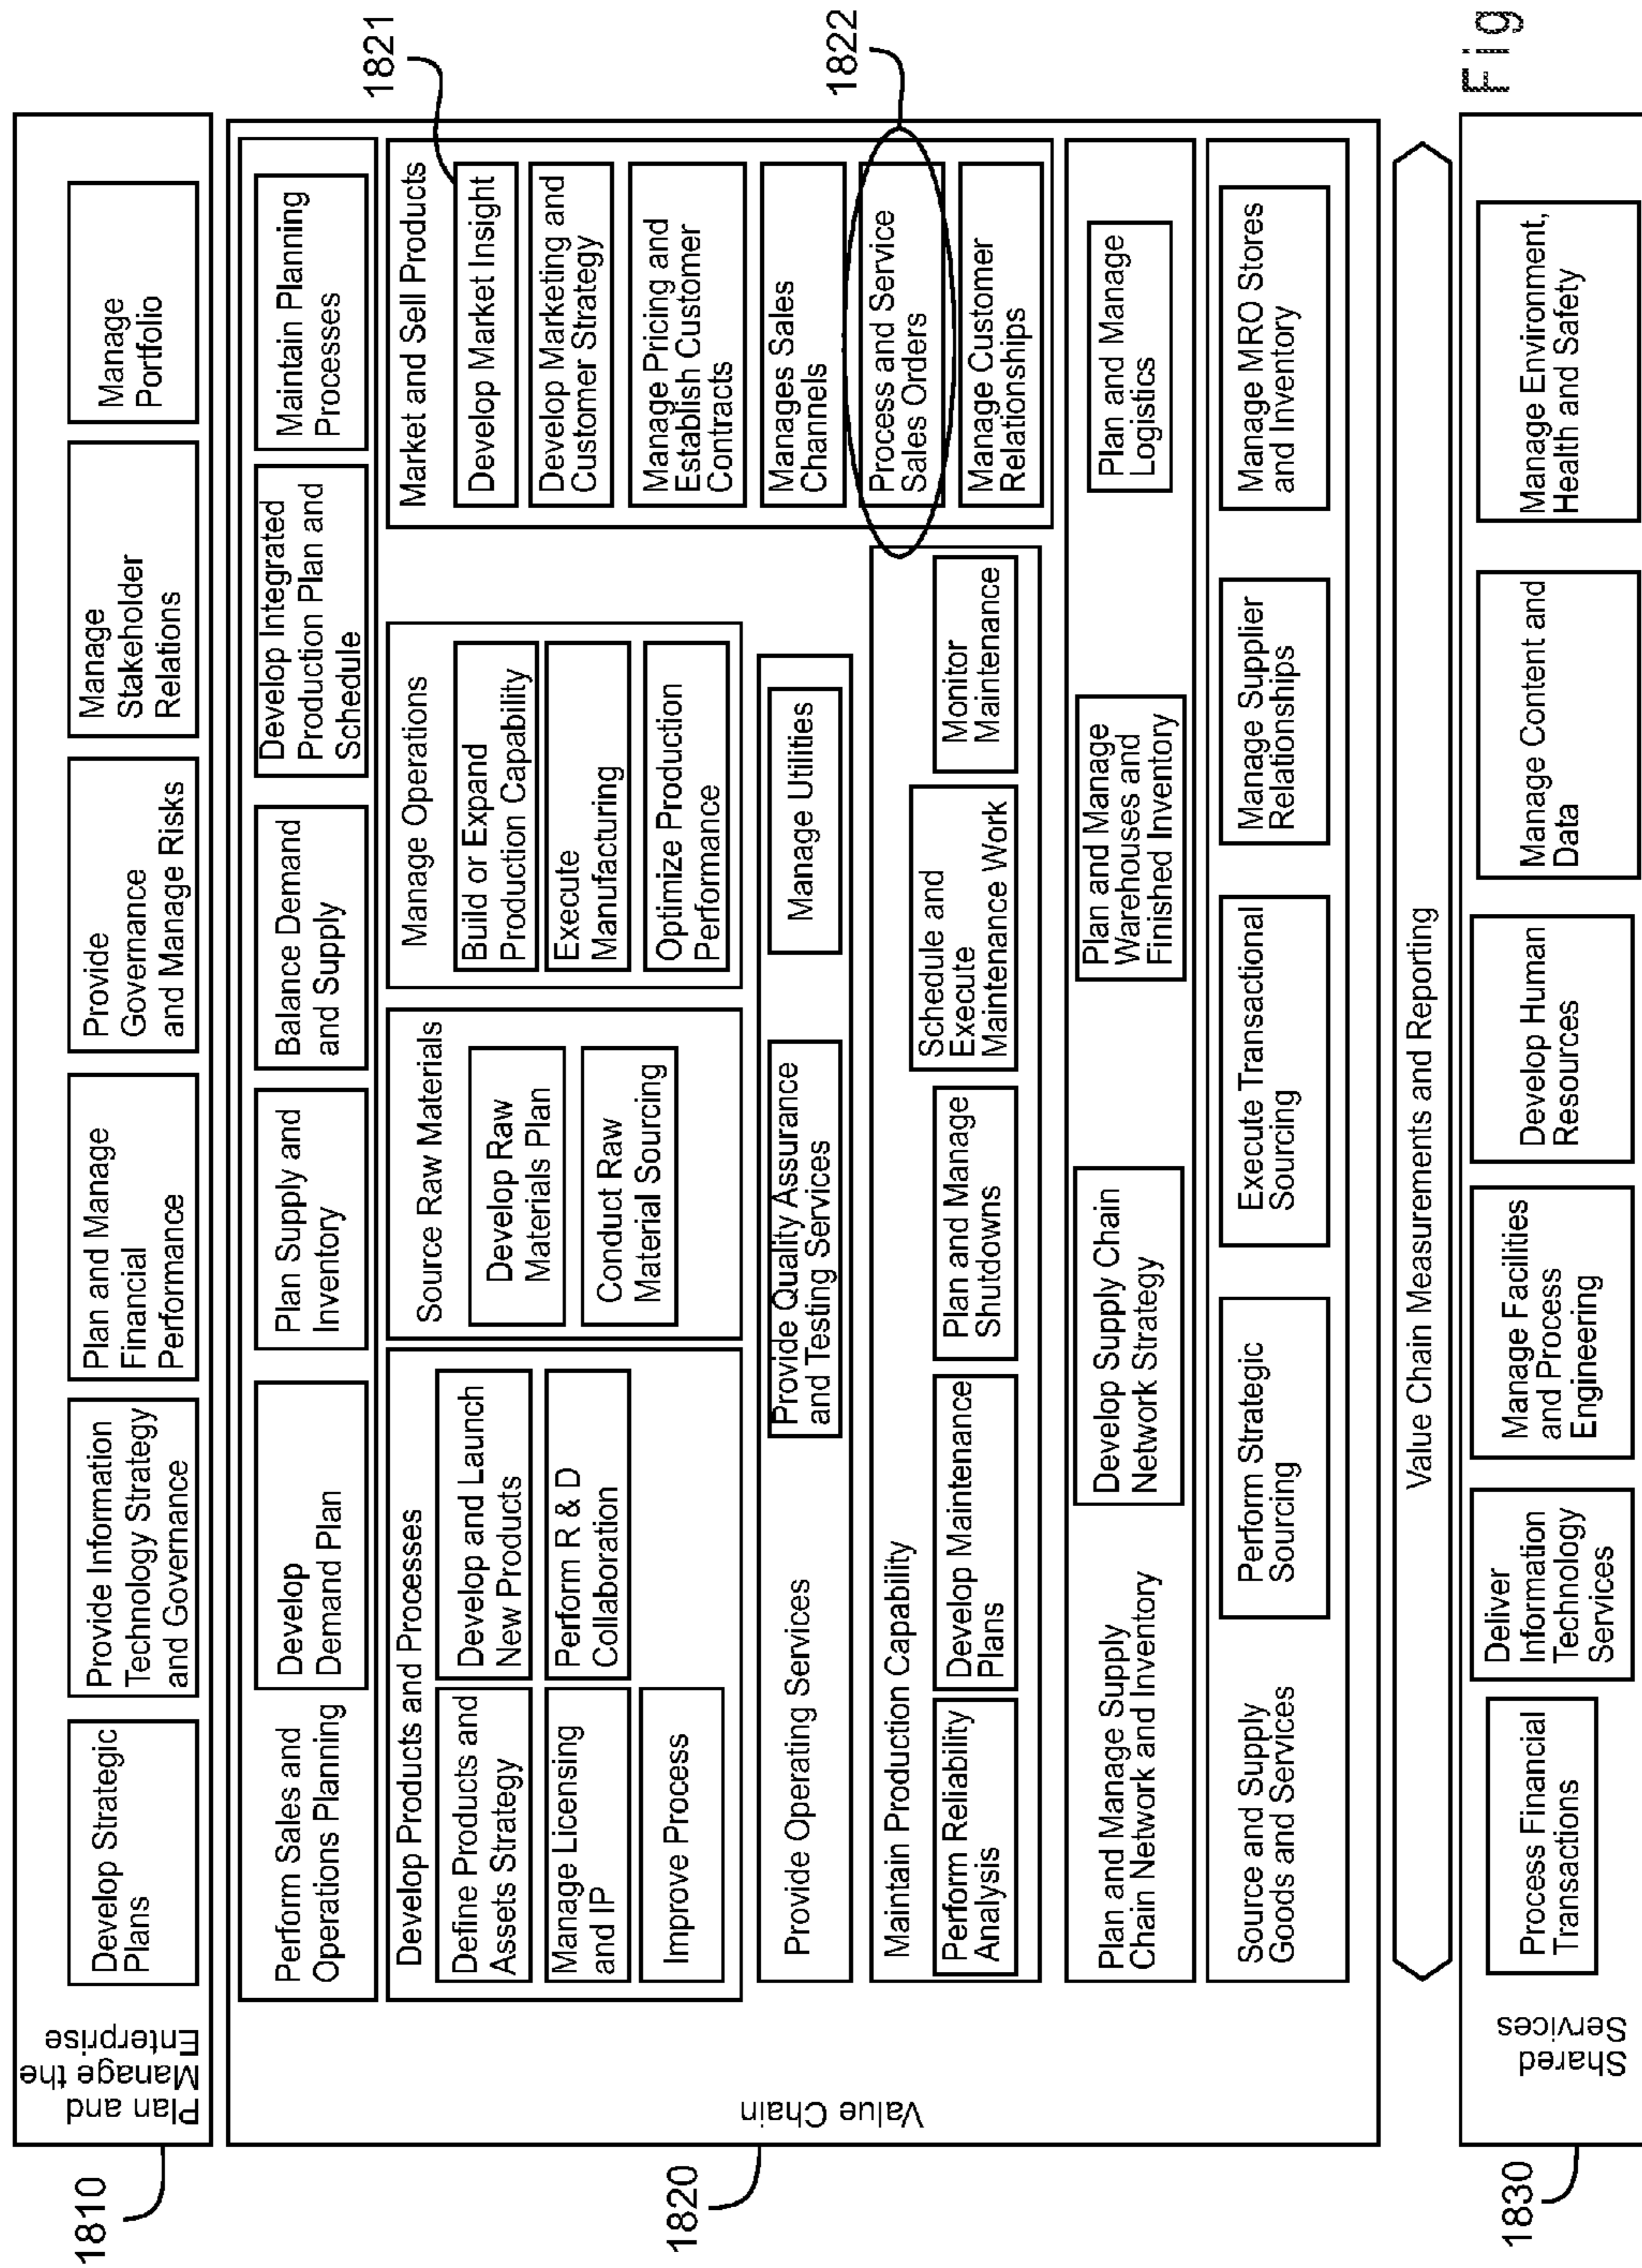 1810
Plan and
Manage the
Enterprise
Develop Strategic
Plans
Provide Information
Technology Strategy
and Governance
Plan and Manage
Financial
Performance
Provide
Governance
and Manage Risks
Manage
Stakeholder
Relations
Manage
Portfolio
1820
Value Chain
Perform Sales and
Operations Planning
Develop
Demand Plan
Plan Supply and
Inventory
Balance Demand
and Supply
Develop Integrated
Production Plan and
Schedule
Maintain Planning
Processes
Develop Products and Processes
Define Products and
Assets Strategy
Develop and Launch
New Products
Manage Licensing
and IP
Perform R & D
Collaboration
Improve Process
Source Raw Materials
Develop Raw
Materials Plan
Conduct Raw
Material Sourcing
Manage Operations
Build or Expand
Production Capability
Execute
Manufacturing
Optimize Production
Performance
Market and Sell Products
1821
Develop Market Insight
Develop Marketing and
Customer Strategy
Manage Pricing and
Establish Customer
Contracts
Manages Sales
Channels
1822
Process and Service
Sales Orders
Manage Customer
Relationships
Provide Operating Services
Provide Quality Assurance
and Testing Services
Manage Utilities
Maintain Production Capability
Perform Reliability
Analysis
Develop Maintenance
Plans
Plan and Manage
Shutdowns
Schedule and
Execute
Maintenance Work
Monitor
Maintenance
Plan and Manage Supply
Chain Network and Inventory
Develop Supply Chain
Network Strategy
Plan and Manage
Warehouses and
Finished Inventory
Plan and Manage
Logistics
Source and Supply
Goods and Services
Perform Strategic
Sourcing
Execute Transactional
Sourcing
Manage Supplier
Relationships
Manage MRO Stores
and Inventory
Value Chain Measurements and Reporting
1830
Shared
Services
Process Financial
Transactions
Deliver
Information
Technology
Services
Manage Facilities
and Process
Engineering
Develop Human
Resources
Manage Content and
Data
Manage Environment,
Health and Safety
Fig